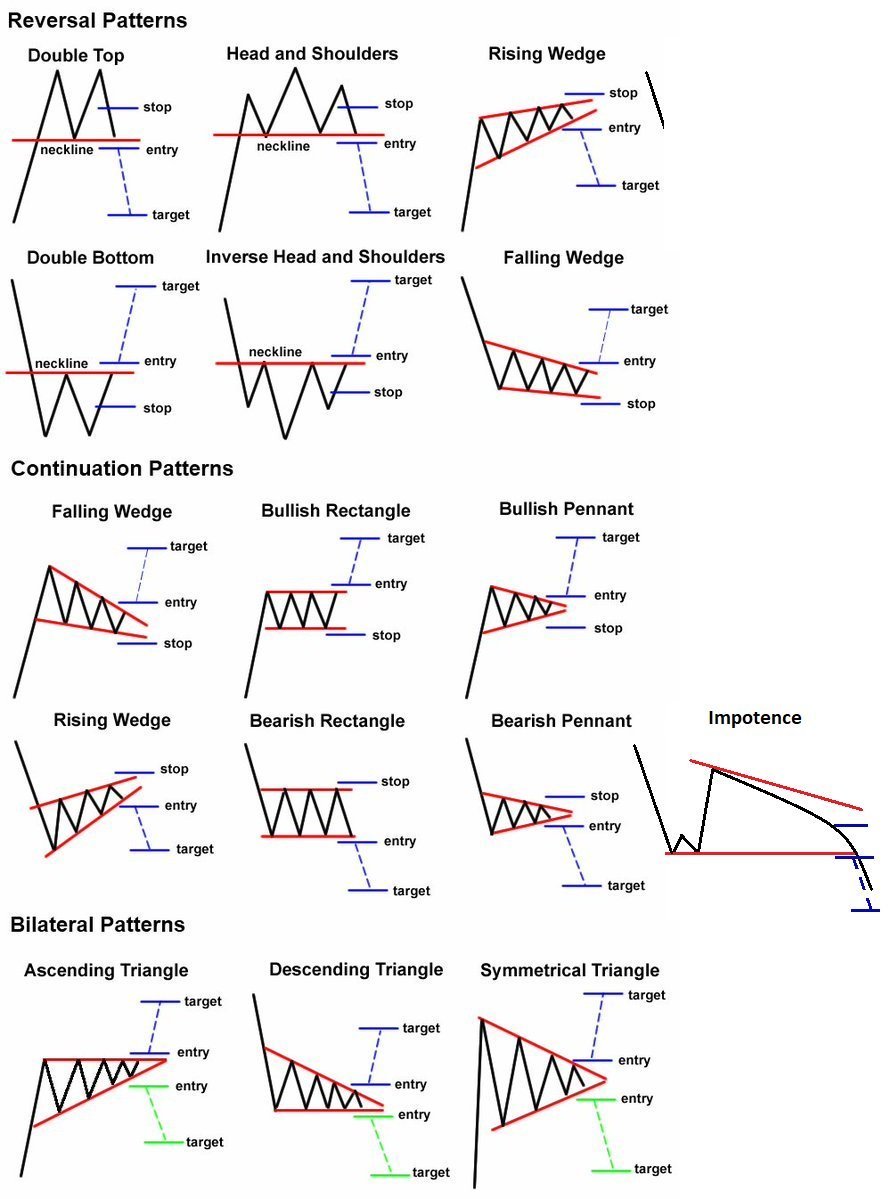 Reversal Patterns
Double Top
stop
neckline
entry
target
Head and Shoulders
stop
neckline
entry
target
Rising Wedge
stop
entry
target
Double Bottom
target
neckline
entry
stop
Inverse Head and Shoulders
target
neckline
entry
stop
Falling Wedge
target
entry
stop
Continuation Patterns
Falling Wedge
target
entry
stop
Bullish Rectangle
target
entry
stop
Bullish Pennant
target
entry
stop
Rising Wedge
stop
entry
target
Bearish Rectangle
stop
entry
target
Bearish Pennant
stop
entry
target
Impotence
Bilateral Patterns
Ascending Triangle
target
entry
entry
target
Descending Triangle
target
entry
entry
target
Symmetrical Triangle
target
entry
entry
target